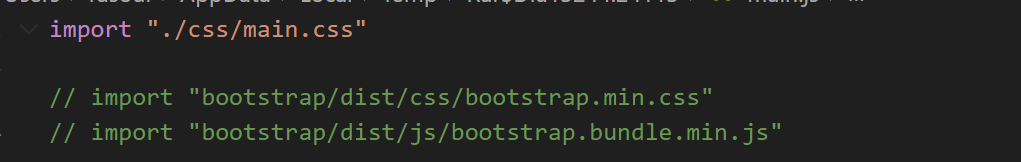 import "./css/main.css"
// import "bootstrap/dist/css/bootstrap.min.css"
// import "bootstrap/dist/js/bootstrap.bundle.min.js"